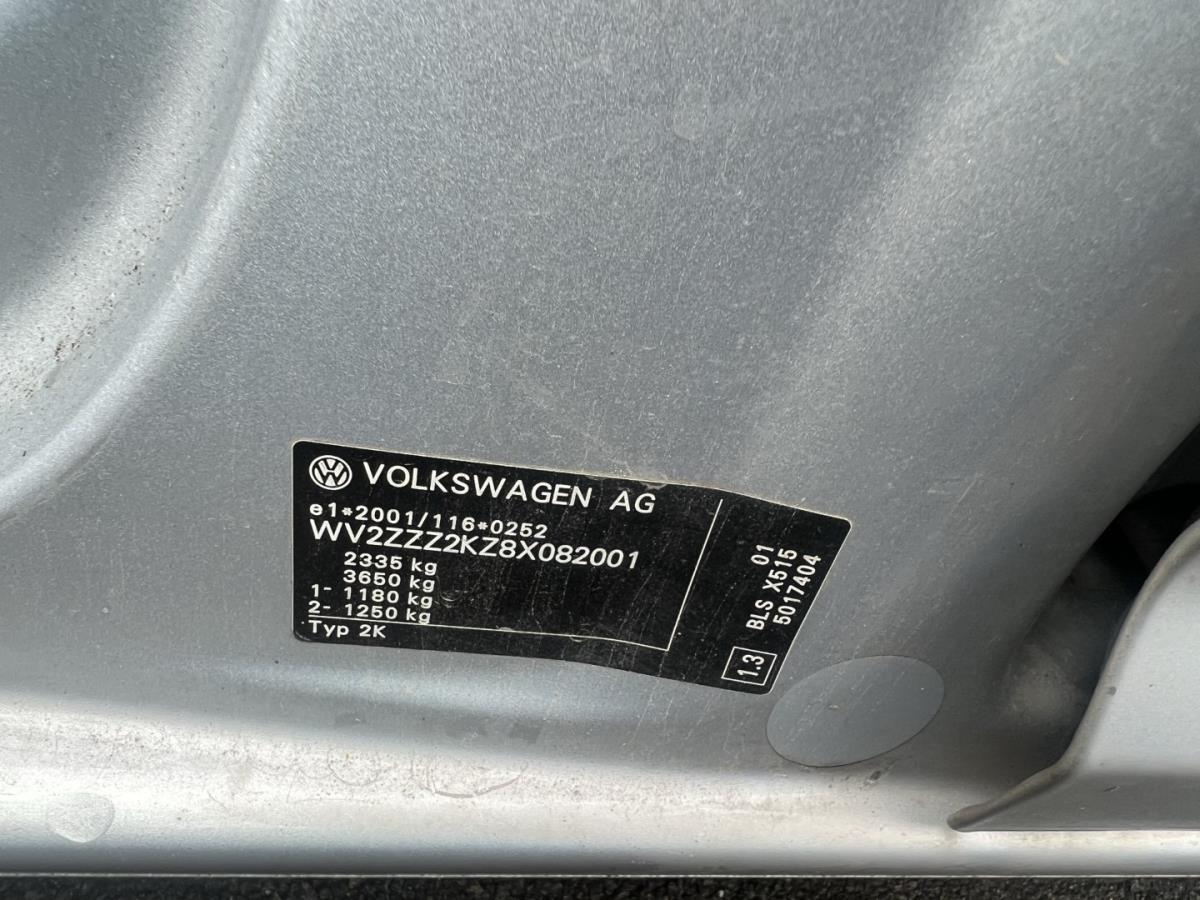 VOLKSWAGEN AG
e1*2001/116*0252
WV2ZZZ2KZ8X082001
2335 kg
3650 kg
1- 1180 kg
2- 1250 kg
Typ 2K
01
BLS X515
5017404
1.3